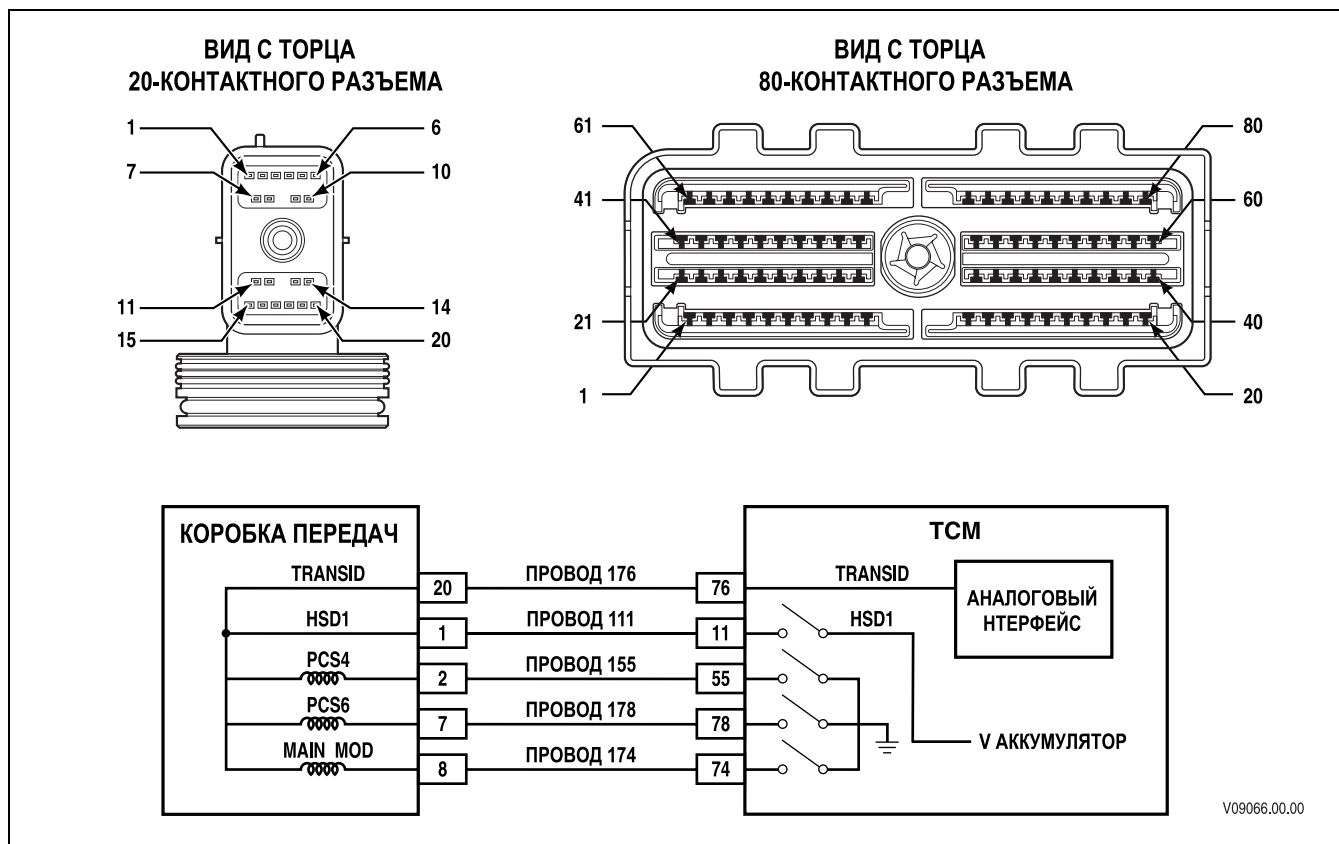 ВИД С ТОРЦА
20-КОНТАКТНОГО РАЗЪЕМА
1
6
7
10
11
14
15
20
ВИД С ТОРЦА
80-КОНТАКТНОГО РАЗЪЕМА
61
80
41
60
21
40
1
20
КОРОБКА ПЕРЕДАЧ
TCM
TRANSID
20
ПРОВОД 176
76
TRANSID
АНАЛОГОВЫЙ
НТЕРФЕЙС
HSD1
1
ПРОВОД 111
11
HSD1
PCS4
2
ПРОВОД 155
55
PCS6
7
ПРОВОД 178
78
V АККУМУЛЯТОР
MAIN MOD
8
ПРОВОД 174
74
V09066.00.00